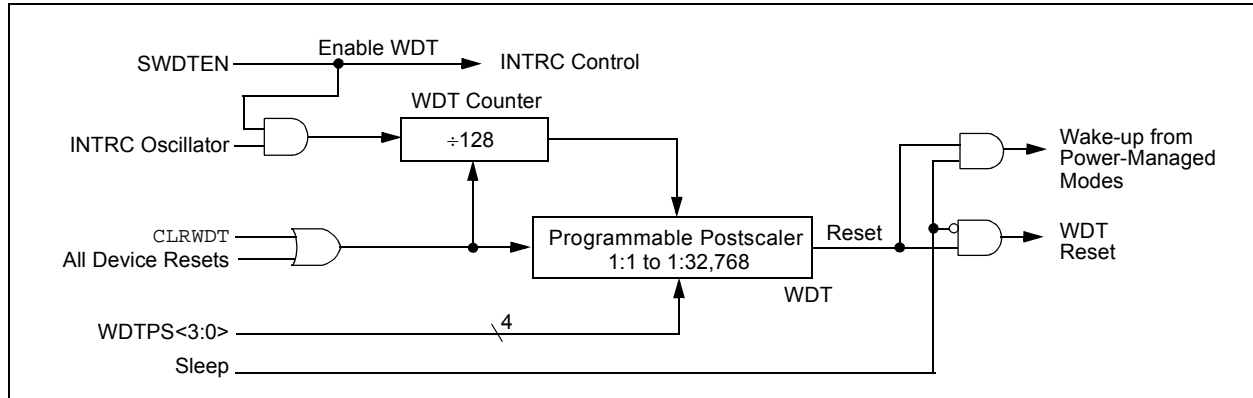 Enable WDT
SWDTEN
INTRC Control
WDT Counter
INTRC Oscillator
÷128
Wake-up from
Power-Managed
Modes
CLRWDT
All Device Resets
Programmable Postscaler
1:1 to 1:32,768
Reset
WDT
Reset
WDT
4
WDTPS<3:0>
Sleep